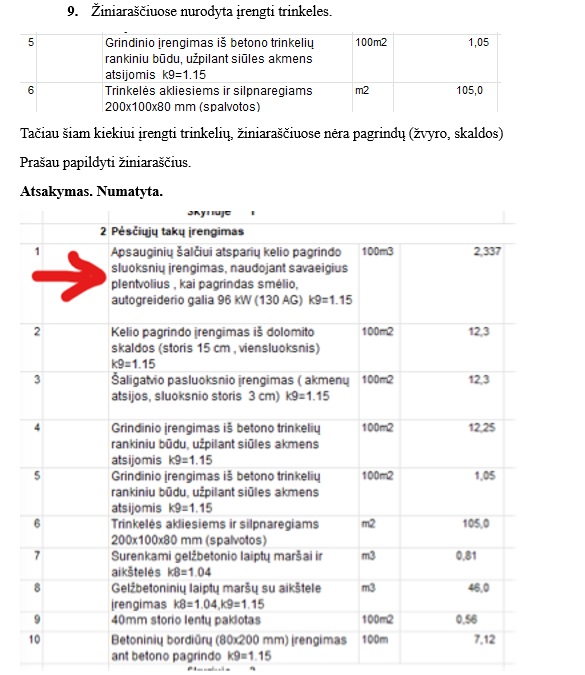 9. Žiniaraščiuose nurodyta įrengti trinkeles.
5 Grindinio įrengimas iš betono trinkelių 100m2 1,05
rankiniu būdu, užpilant siūles akmens
atsijomis k9=1.15
6 Trinkelės akliesiems ir silpnaregiams m2 105,0
200x100x80 mm (spalvotos)
Tačiau šiam kiekiui įrengti trinkelių, žiniaraščiuose nėra pagrindų (žvyro, skaldos)
Prašau papildyti žiniaraščius.
Atsakymas. Numatyta.
2 Pėsčiųjų takų įrengimas
1 Apsauginių šalčiui atsparių kelio pagrindo 100m3 2,337
sluoksnių įrengimas, naudojant savaeigius
plentvolius , kai pagrindas smėlio,
autogreiderio galia 96 kW (130 AG) k9=1.15
2 Kelio pagrindo įrengimas iš dolomito 100m2 12,3
skaldos (storis 15 cm , viensluoksnis)
k9=1.15
3 Šaligatvio pasluoksnio įrengimas ( akmenų 100m2 12,3
atsijos, sluoksnio storis 3 cm) k9=1.15
4 Grindinio įrengimas iš betono trinkelių 100m2 12,25
rankiniu būdu, užpilant siūles akmens
atsijomis k9=1.15
5 Grindinio įrengimas iš betono trinkelių 100m2 1,05
rankiniu būdu, užpilant siūles akmens
atsijomis k9=1.15
6 Trinkelės akliesiems ir silpnaregiams m2 105,0
200x100x80 mm (spalvotos)
7 Surenkami gelžbetonio laiptų maršai ir m3 0,81
aikštelės k8=1.04
8 Gelžbetoninių laiptų maršų su aikštele m3 46,0
įrengimas k8=1.04,k9=1.15
9 40mm storio lentų paklotas 100m2 0,56
10 Betoninių bordiūrų (80x200 mm) įrengimas 100m 7,12
ant betono pagrindo k9=1.15